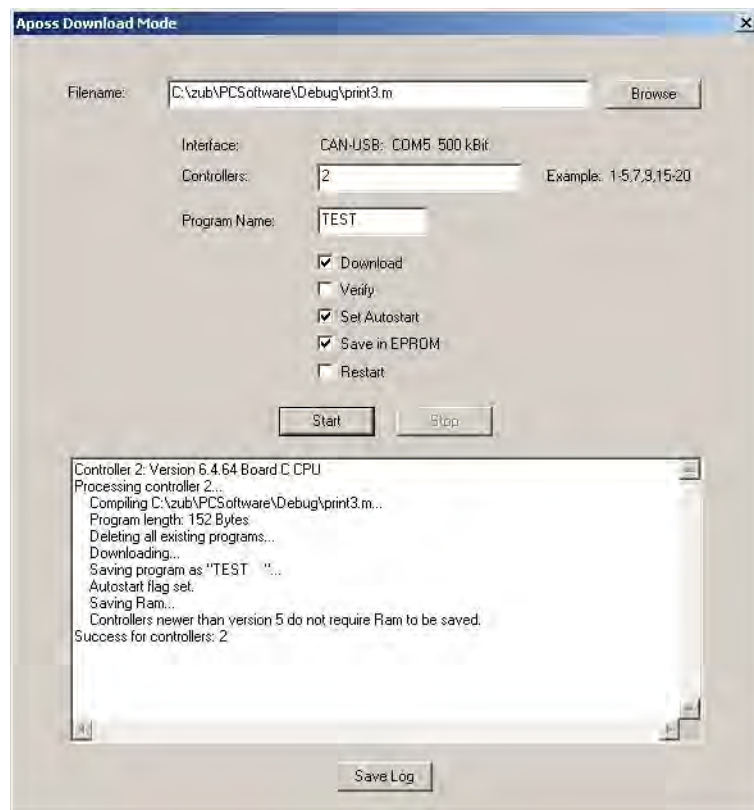 Aposs Download Mode
Filename: C:\zub\PCSoftware\Debug\print3.m Browse
Interface: CAN-USB: COM5 500 kBit
Controllers: 2 Example: 1-5,7,9,15-20
Program Name: TEST
Download
Verify
Set Autostart
Save in EPROM
Restart
Start Stop
Controller 2: Version 6.4.64 Board C CPU
Processing controller 2...
Compiling C:\zub\PCSoftware\Debug\print3.m...
Program length: 152 Bytes
Deleting all existing programs...
Downloading...
Saving program as "TEST    "...
Autostart flag set.
Saving Ram...
Controllers newer than version 5 do not require Ram to be saved.
Success for controllers: 2
Save Log